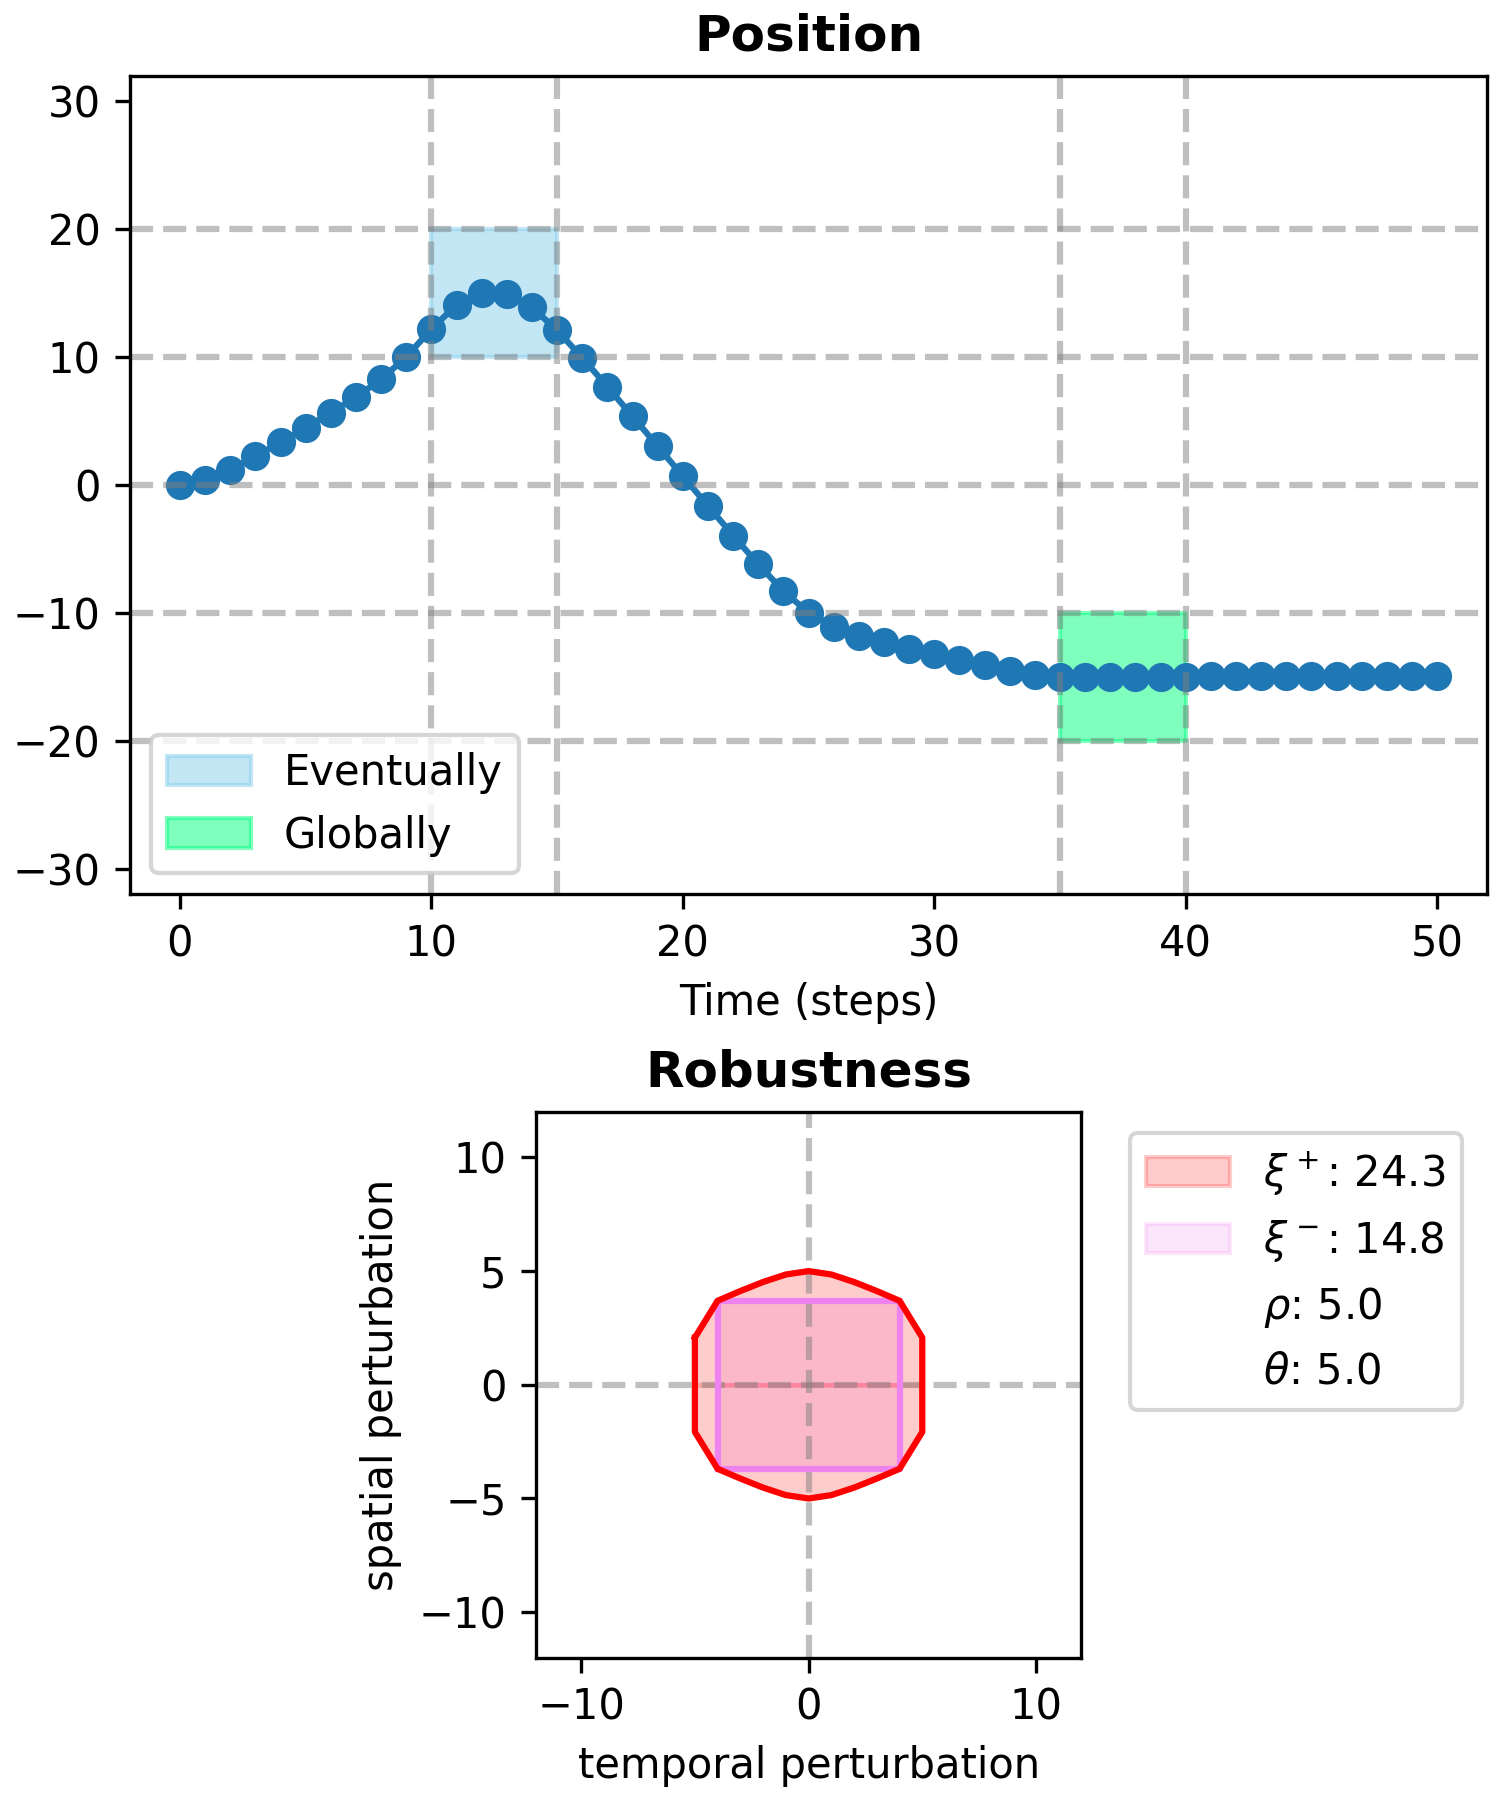 Position
30
20
10
0
−10
−20
−30
Eventually
Globally
0 10 20 30 40 50
Time (steps)
Robustness
spatial perturbation
10
5
0
−5
−10
−10 0 10
temporal perturbation
ξ⁺: 24.3
ξ⁻: 14.8
ρ: 5.0
θ: 5.0